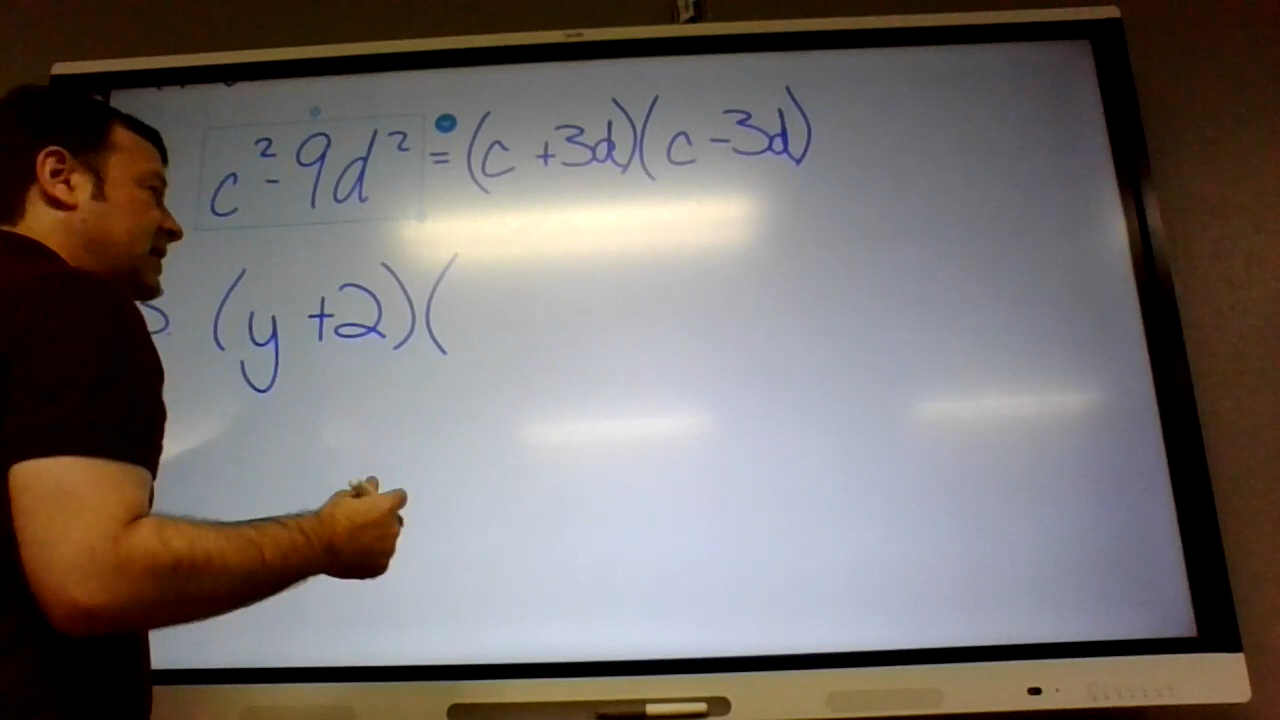 c²-9d² = (c+3d)(c-3d)
(y+2)(